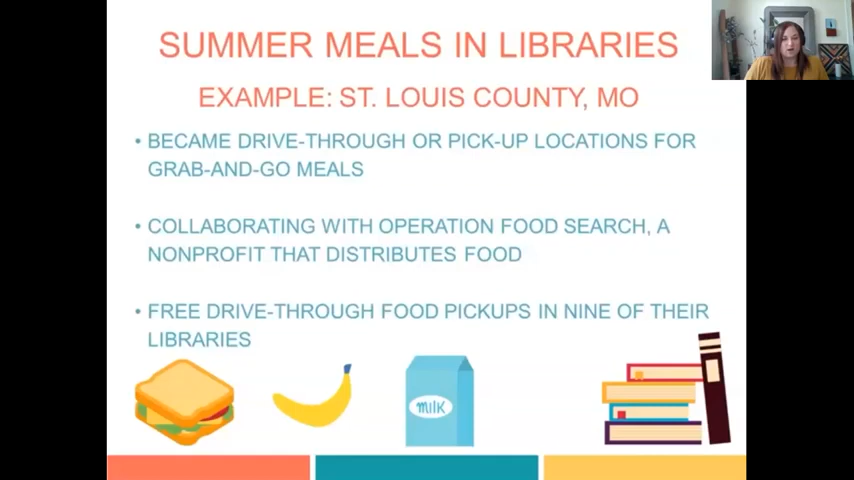 SUMMER MEALS IN LIBRARIES
EXAMPLE: ST. LOUIS COUNTY, MO
• BECAME DRIVE-THROUGH OR PICK-UP LOCATIONS FOR
GRAB-AND-GO MEALS
• COLLABORATING WITH OPERATION FOOD SEARCH, A
NONPROFIT THAT DISTRIBUTES FOOD
• FREE DRIVE-THROUGH FOOD PICKUPS IN NINE OF THEIR
LIBRARIES
milk